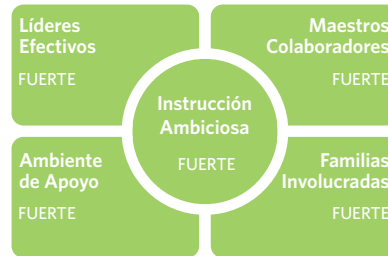 Líderes
Efectivos
FUERTE
Maestros
Colaboradores
FUERTE
Instrucción
Ambiciosa
FUERTE
Ambiente
de Apoyo
FUERTE
Familias
Involucradas
FUERTE